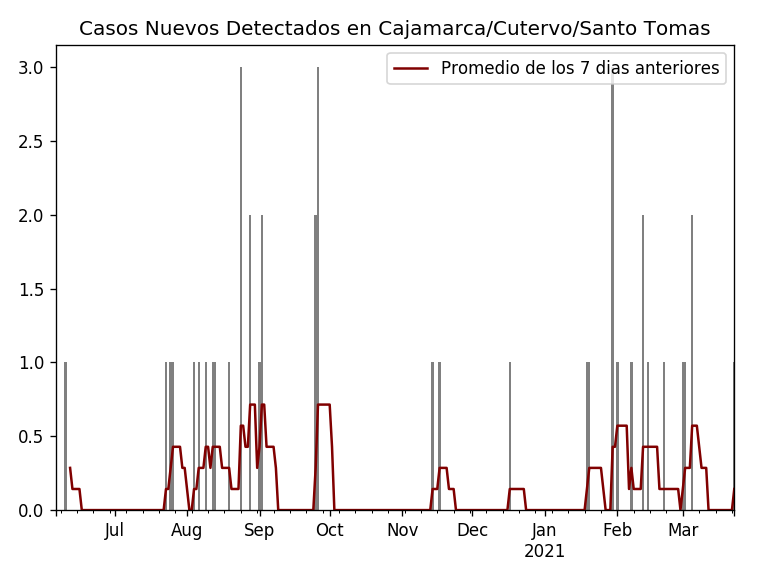 Casos Nuevos Detectados en Cajamarca/Cutervo/Santo Tomas
Promedio de los 7 dias anteriores
3.0
2.5
2.0
1.5
1.0
0.5
0.0
Jul Aug Sep Oct Nov Dec Jan Feb Mar
2021